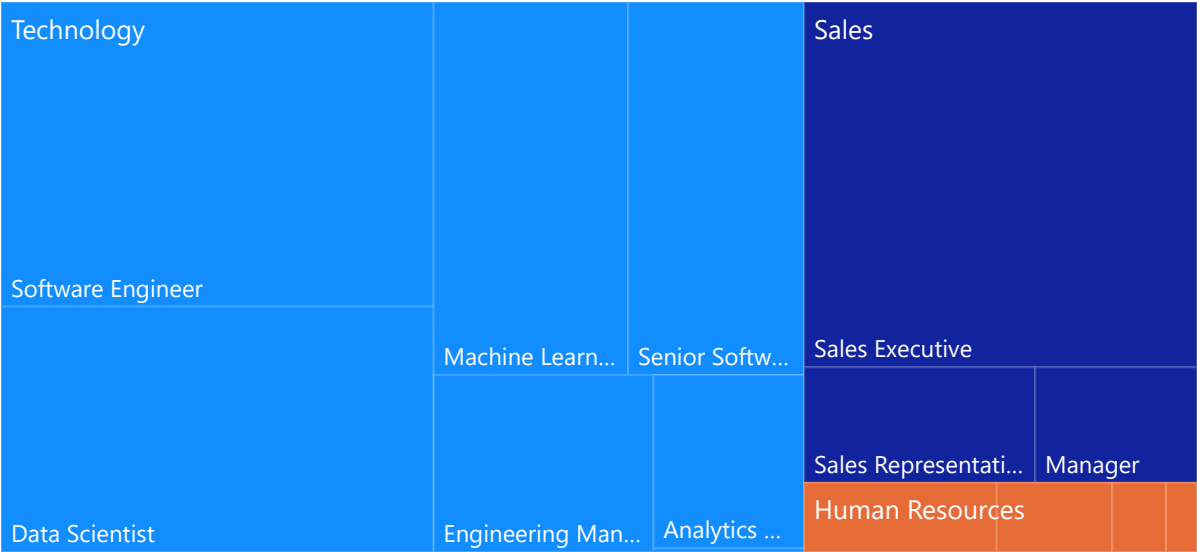 Technology
Sales
Software Engineer
Machine Learn...
Senior Softw...
Sales Executive
Sales Representati...
Manager
Human Resources
Data Scientist
Engineering Man...
Analytics ...